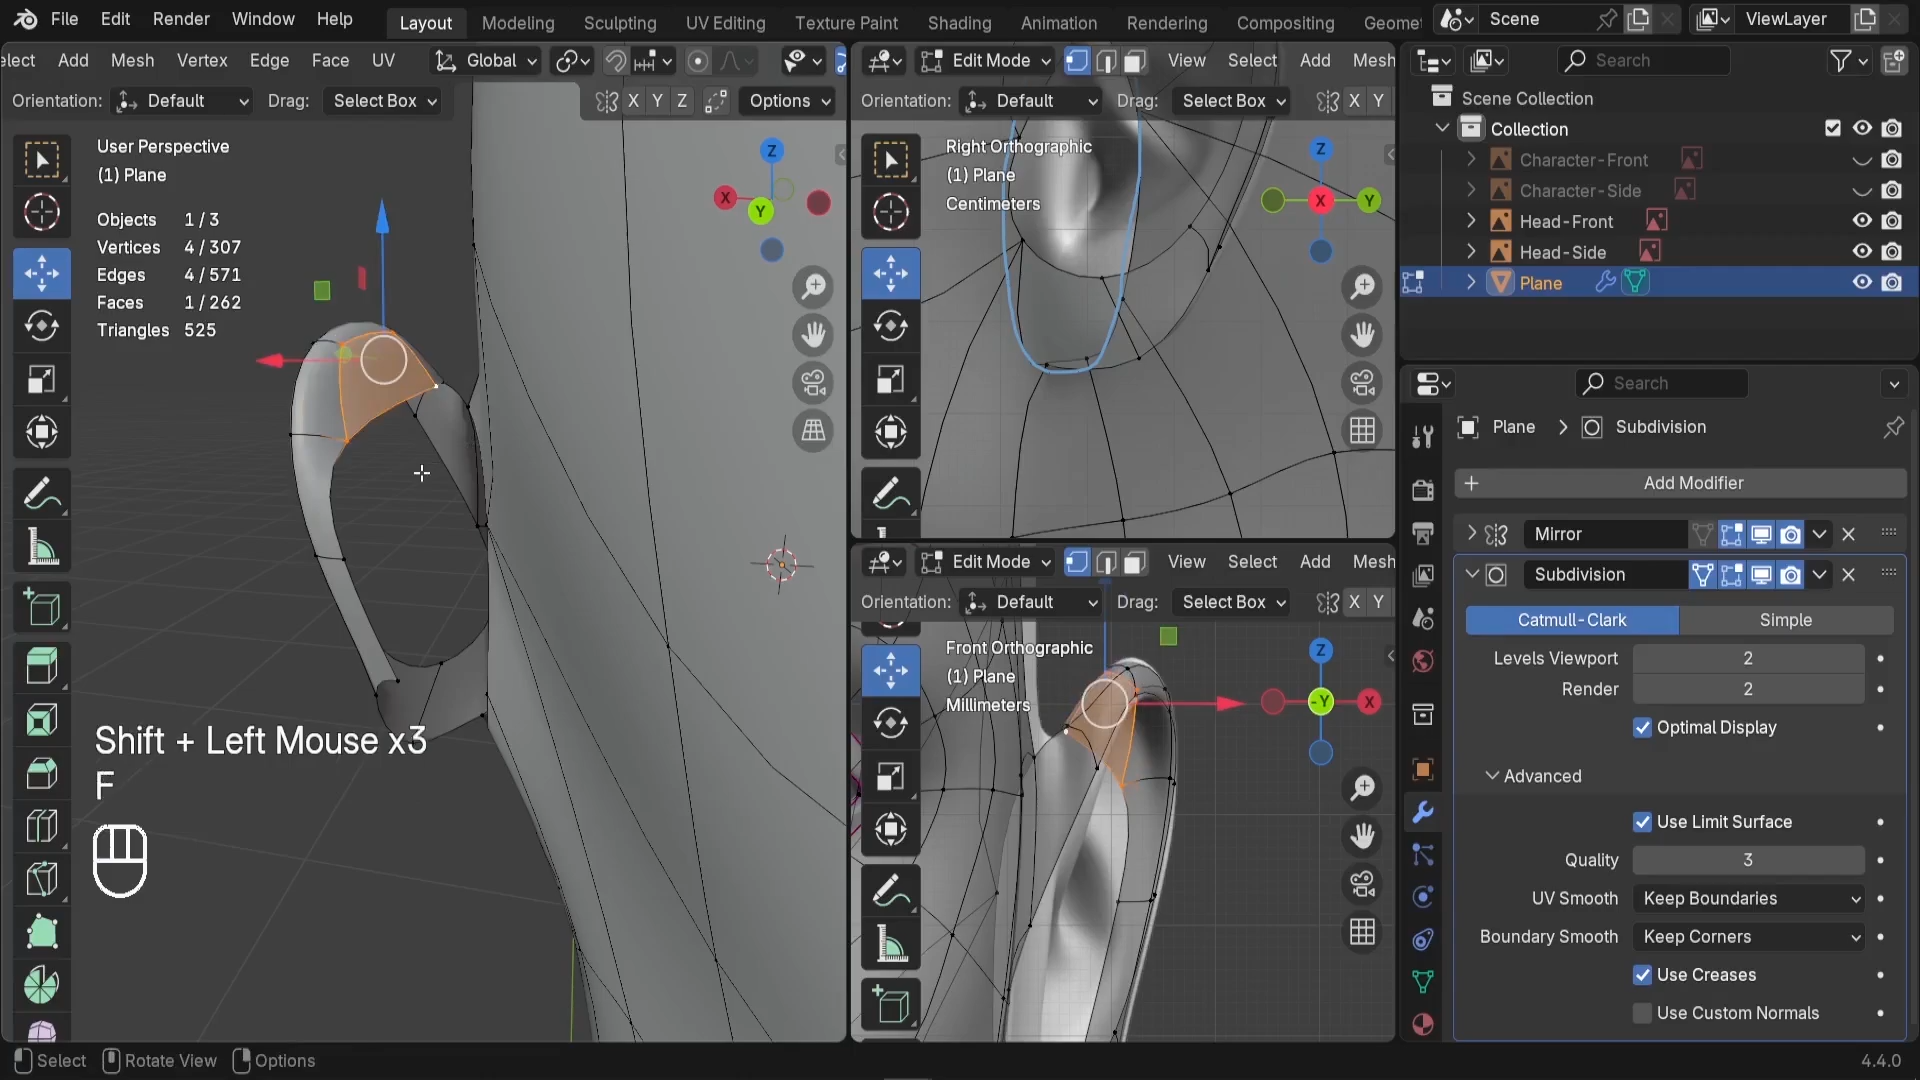 File Edit Render Window Help Layout Modeling Sculpting UV Editing Texture Paint Shading Animation Rendering Compositing Geomet Scene ViewLayer
elect Add Mesh Vertex Edge Face UV Global
Orientation: Default Drag: Select Box X Y Z Options
User Perspective
(1) Plane
Objects 1 / 3
Vertices 4 / 307
Edges 4 / 571
Faces 1 / 262
Triangles 525
Z
X
Y
Shift + Left Mouse x3
F
Edit Mode View Select Add Mesh
Orientation: Default Drag: Select Box X Y
Right Orthographic
(1) Plane
Centimeters
Z
X
Y
Edit Mode View Select Add Mesh
Orientation: Default Drag: Select Box X Y
Front Orthographic
(1) Plane
Millimeters
Z
-Y
X
Search
Scene Collection
Collection
Character-Front
Character-Side
Head-Front
Head-Side
Plane
Search
Plane > Subdivision
+ Add Modifier
Mirror
Subdivision
Catmull-Clark Simple
Levels Viewport 2
Render 2
Optimal Display
Advanced
Use Limit Surface
Quality 3
UV Smooth Keep Boundaries
Boundary Smooth Keep Corners
Use Creases
Use Custom Normals
Select Rotate View Options 4.4.0